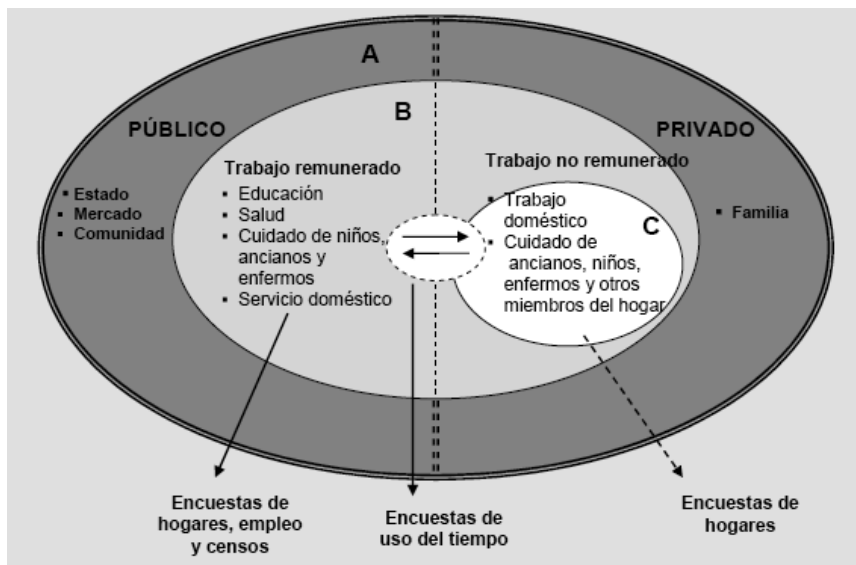 A
B
PÚBLICO
PRIVADO
Trabajo remunerado
▪ Educación
▪ Salud
▪ Cuidado de niños,
ancianos y
enfermos
▪ Servicio doméstico
▪ Estado
▪ Mercado
▪ Comunidad
Trabajo no remunerado
▪ Trabajo
doméstico
▪ Cuidado de
ancianos, niños,
enfermos y otros
miembros del hogar
C
▪ Familia
Encuestas de
hogares, empleo
y censos
Encuestas de
uso del tiempo
Encuestas de
hogares